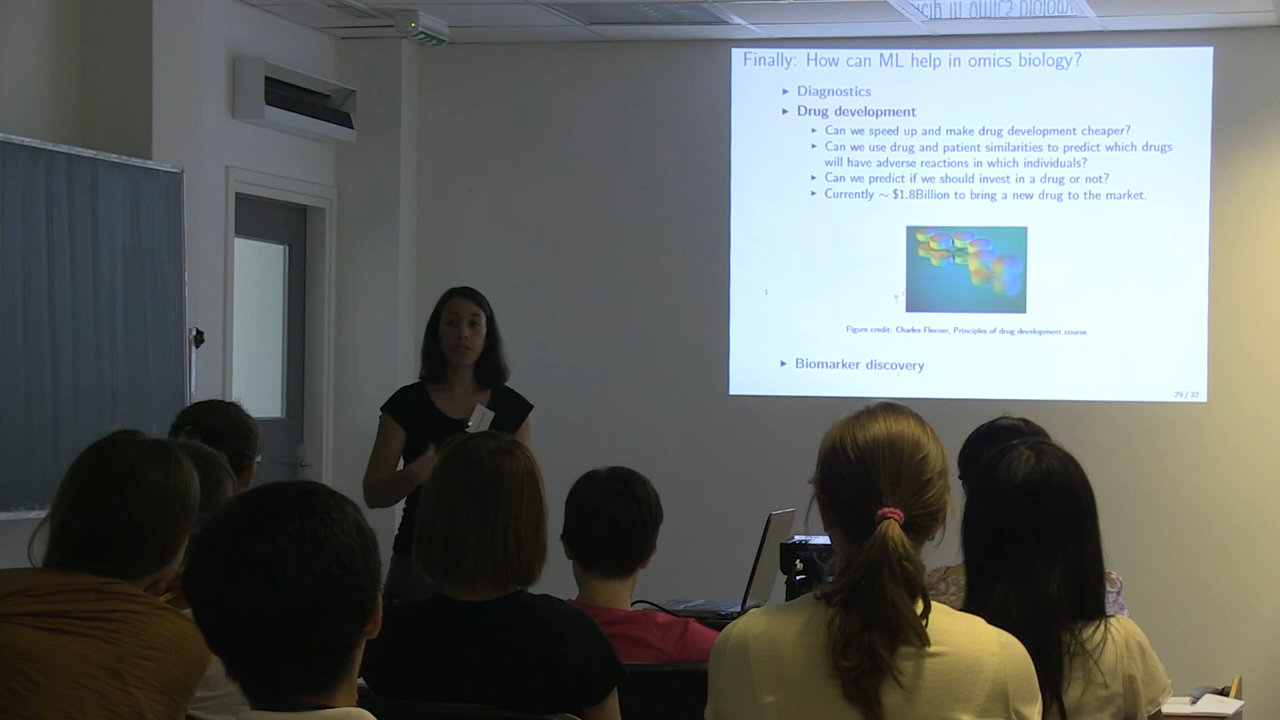 Finally: How can ML help in omics biology?
► Diagnostics
► Drug development
► Can we speed up and make drug development cheaper?
► Can we use drug and patient similarities to predict which drugs
will have adverse reactions in which individuals?
► Can we predict if we should invest in a drug or not?
► Currently ∼ $1.8Billion to bring a new drug to the market.
Figure credit: Charles Flexner, Principles of drug development course
► Biomarker discovery
29 / 32